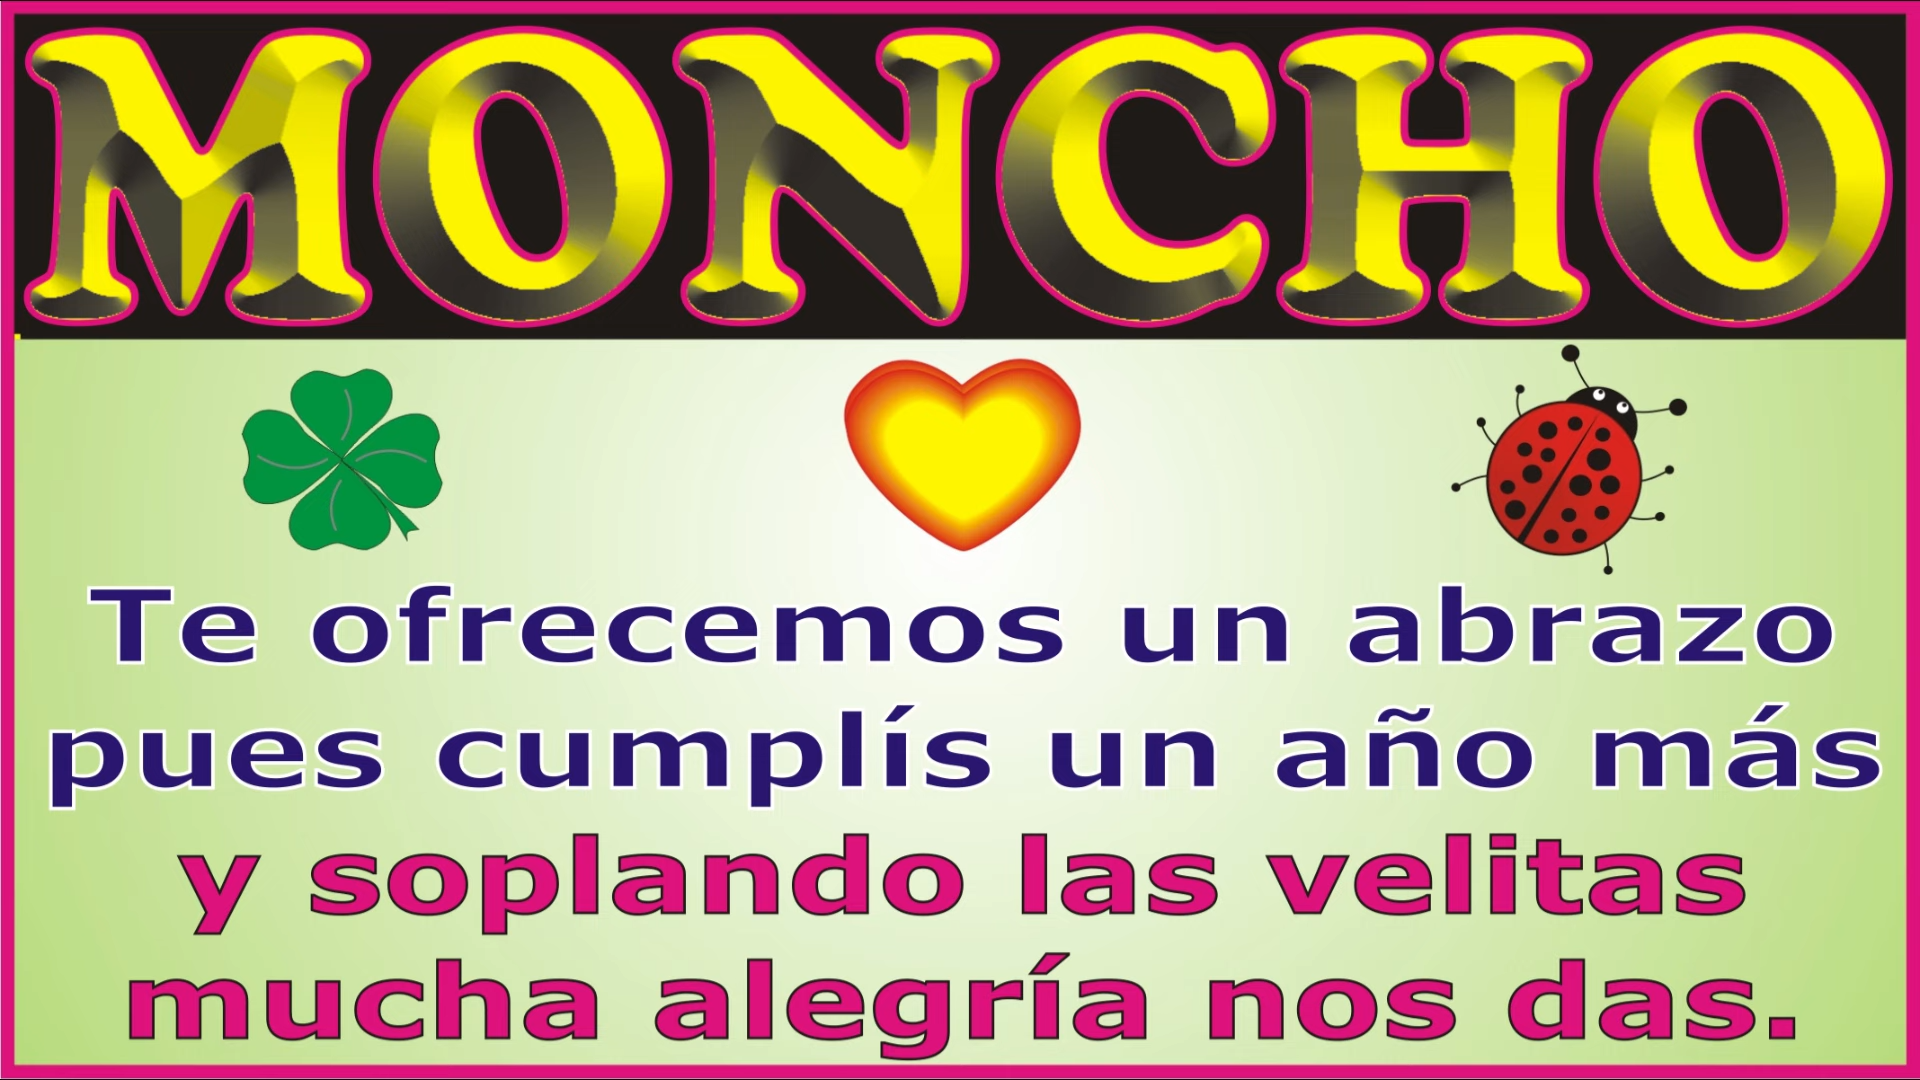 MONCHO
Te ofrecemos un abrazo
pues cumplís un año más
y soplando las velitas
mucha alegría nos das.